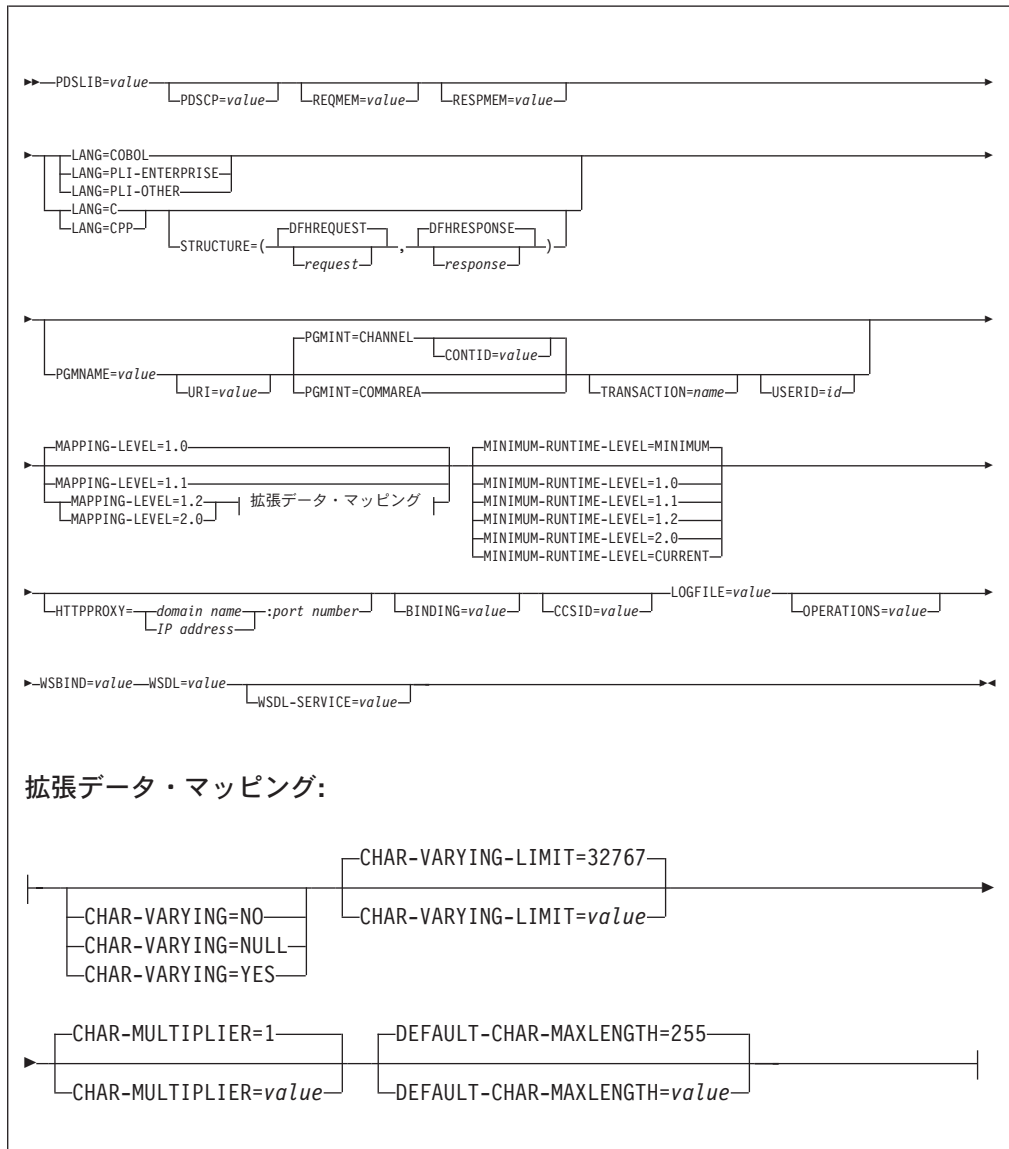 PDSLIB=value PDSCP=value REQMEM=value RESPMEM=value
LANG=COBOL
LANG=PLI-ENTERPRISE
LANG=PLI-OTHER
LANG=C
LANG=CPP
STRUCTURE=( DFHREQUEST request , DFHRESPONSE response )
PGMNAME=value
URI=value
PGMINT=CHANNEL
CONTID=value
PGMINT=COMMAREA
TRANSACTION=name
USERID=id
MAPPING-LEVEL=1.0
MAPPING-LEVEL=1.1
MAPPING-LEVEL=1.2
MAPPING-LEVEL=2.0
拡張データ・マッピング
MINIMUM-RUNTIME-LEVEL=MINIMUM
MINIMUM-RUNTIME-LEVEL=1.0
MINIMUM-RUNTIME-LEVEL=1.1
MINIMUM-RUNTIME-LEVEL=1.2
MINIMUM-RUNTIME-LEVEL=2.0
MINIMUM-RUNTIME-LEVEL=CURRENT
HTTPPROXY= domain name :port number
IP address
BINDING=value
CCSID=value
LOGFILE=value
OPERATIONS=value
WSBIND=value WSDL=value
WSDL-SERVICE=value
拡張データ・マッピング:
CHAR-VARYING=NO
CHAR-VARYING=NULL
CHAR-VARYING=YES
CHAR-VARYING-LIMIT=32767
CHAR-VARYING-LIMIT=value
CHAR-MULTIPLIER=1
CHAR-MULTIPLIER=value
DEFAULT-CHAR-MAXLENGTH=255
DEFAULT-CHAR-MAXLENGTH=value